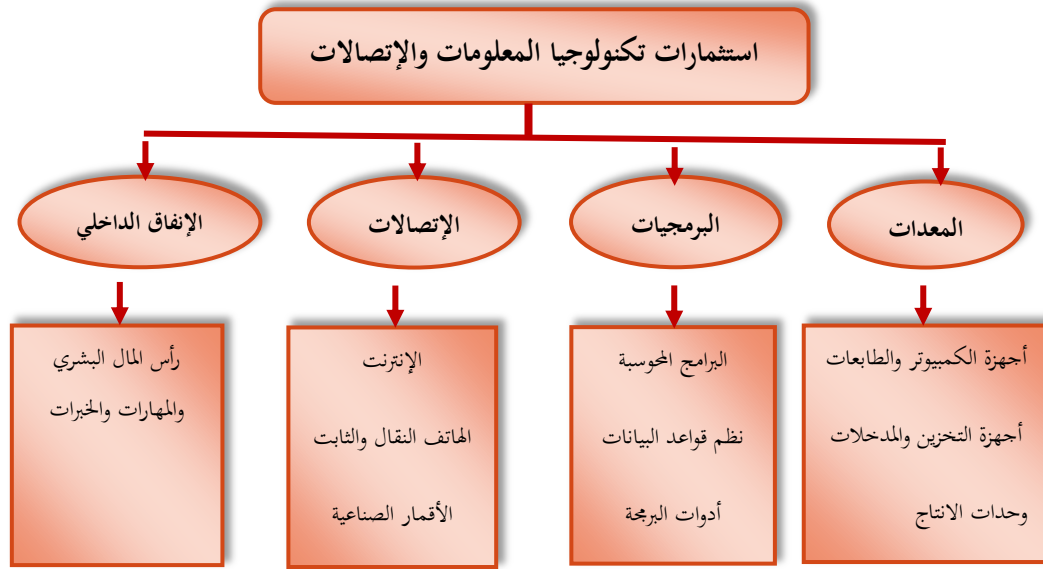 استثمارات تكنولوجيا المعلومات والإتصالات
المعدات
البرمجيات
الإتصالات
الإنفاق الداخلي
أجهزة الكمبيوتر والطابعات
أجهزة التخزين والمدخلات
وحدات الانتاج
البرامج المحوسبة
نظم قواعد البيانات
أدوات البرمجة
الإنترنت
الهاتف النقال والثابت
الأقمار الصناعية
رأس المال البشري
والمهارات والخبرات